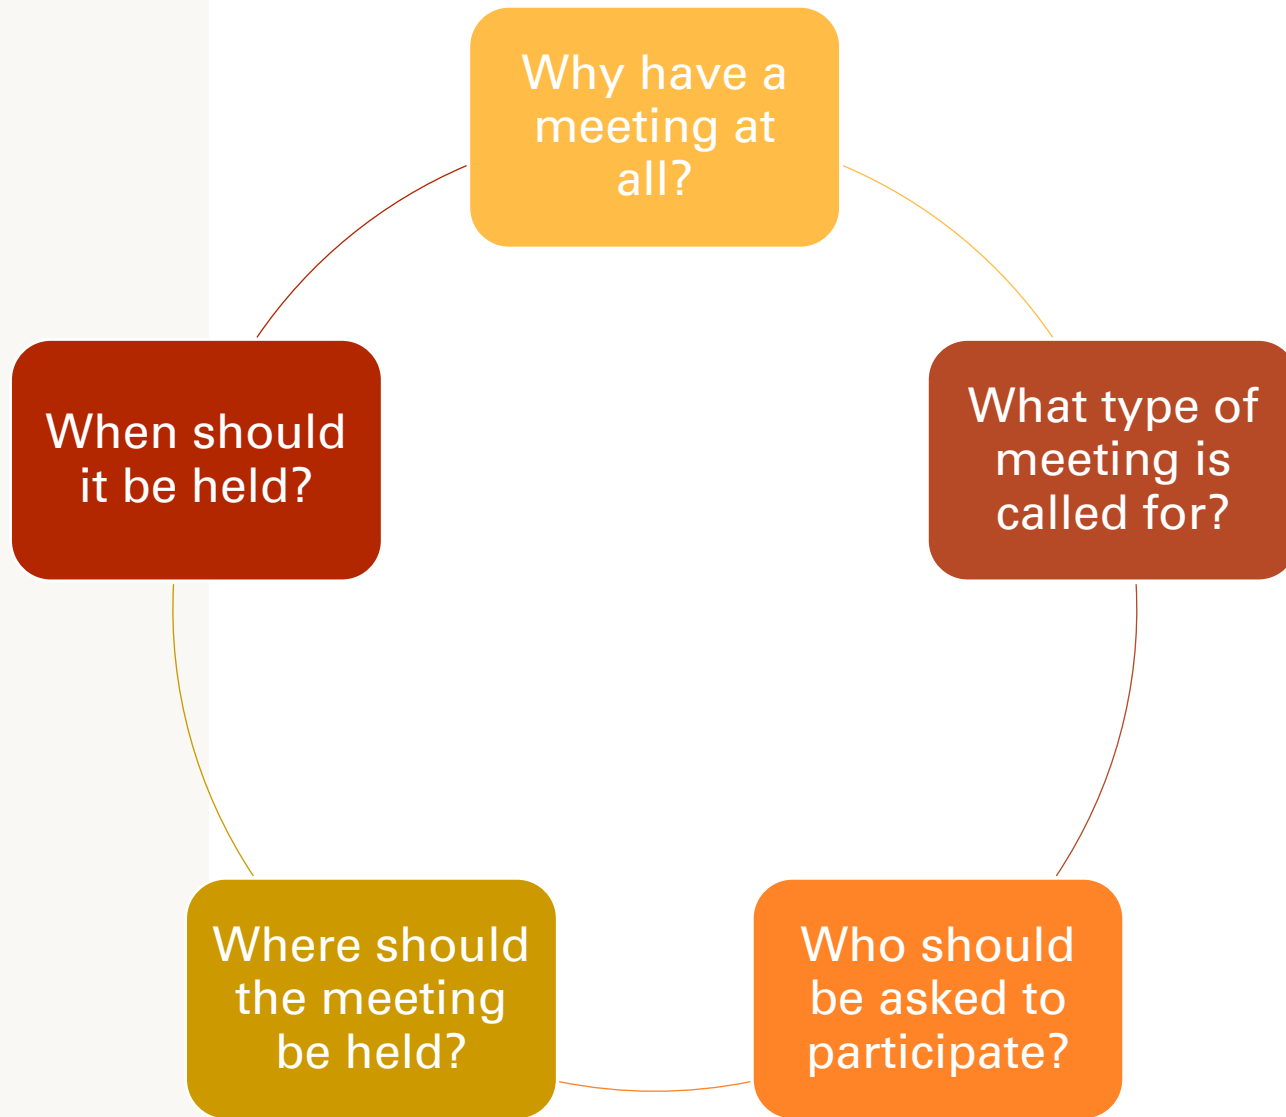 Why have a
meeting at
all?
What type of
meeting is
called for?
Who should
be asked to
participate?
Where should
the meeting
be held?
When should
it be held?